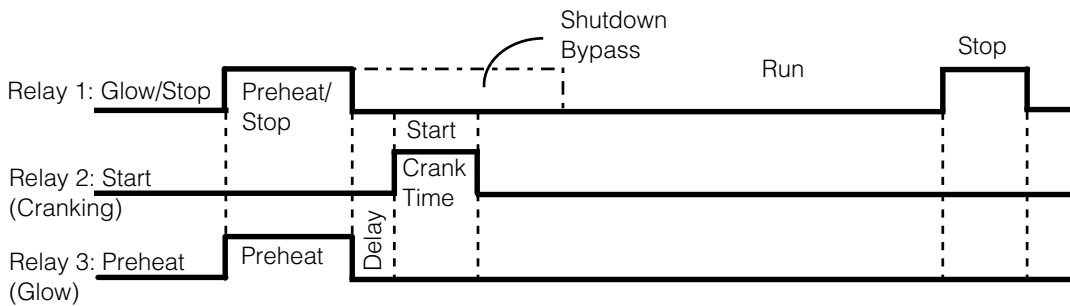 Shutdown
Bypass
Stop
Run
Relay 1: Glow/Stop
Preheat/
Stop
Start
Relay 2: Start
(Cranking)
Crank
Time
Delay
Relay 3: Preheat
(Glow)
Preheat